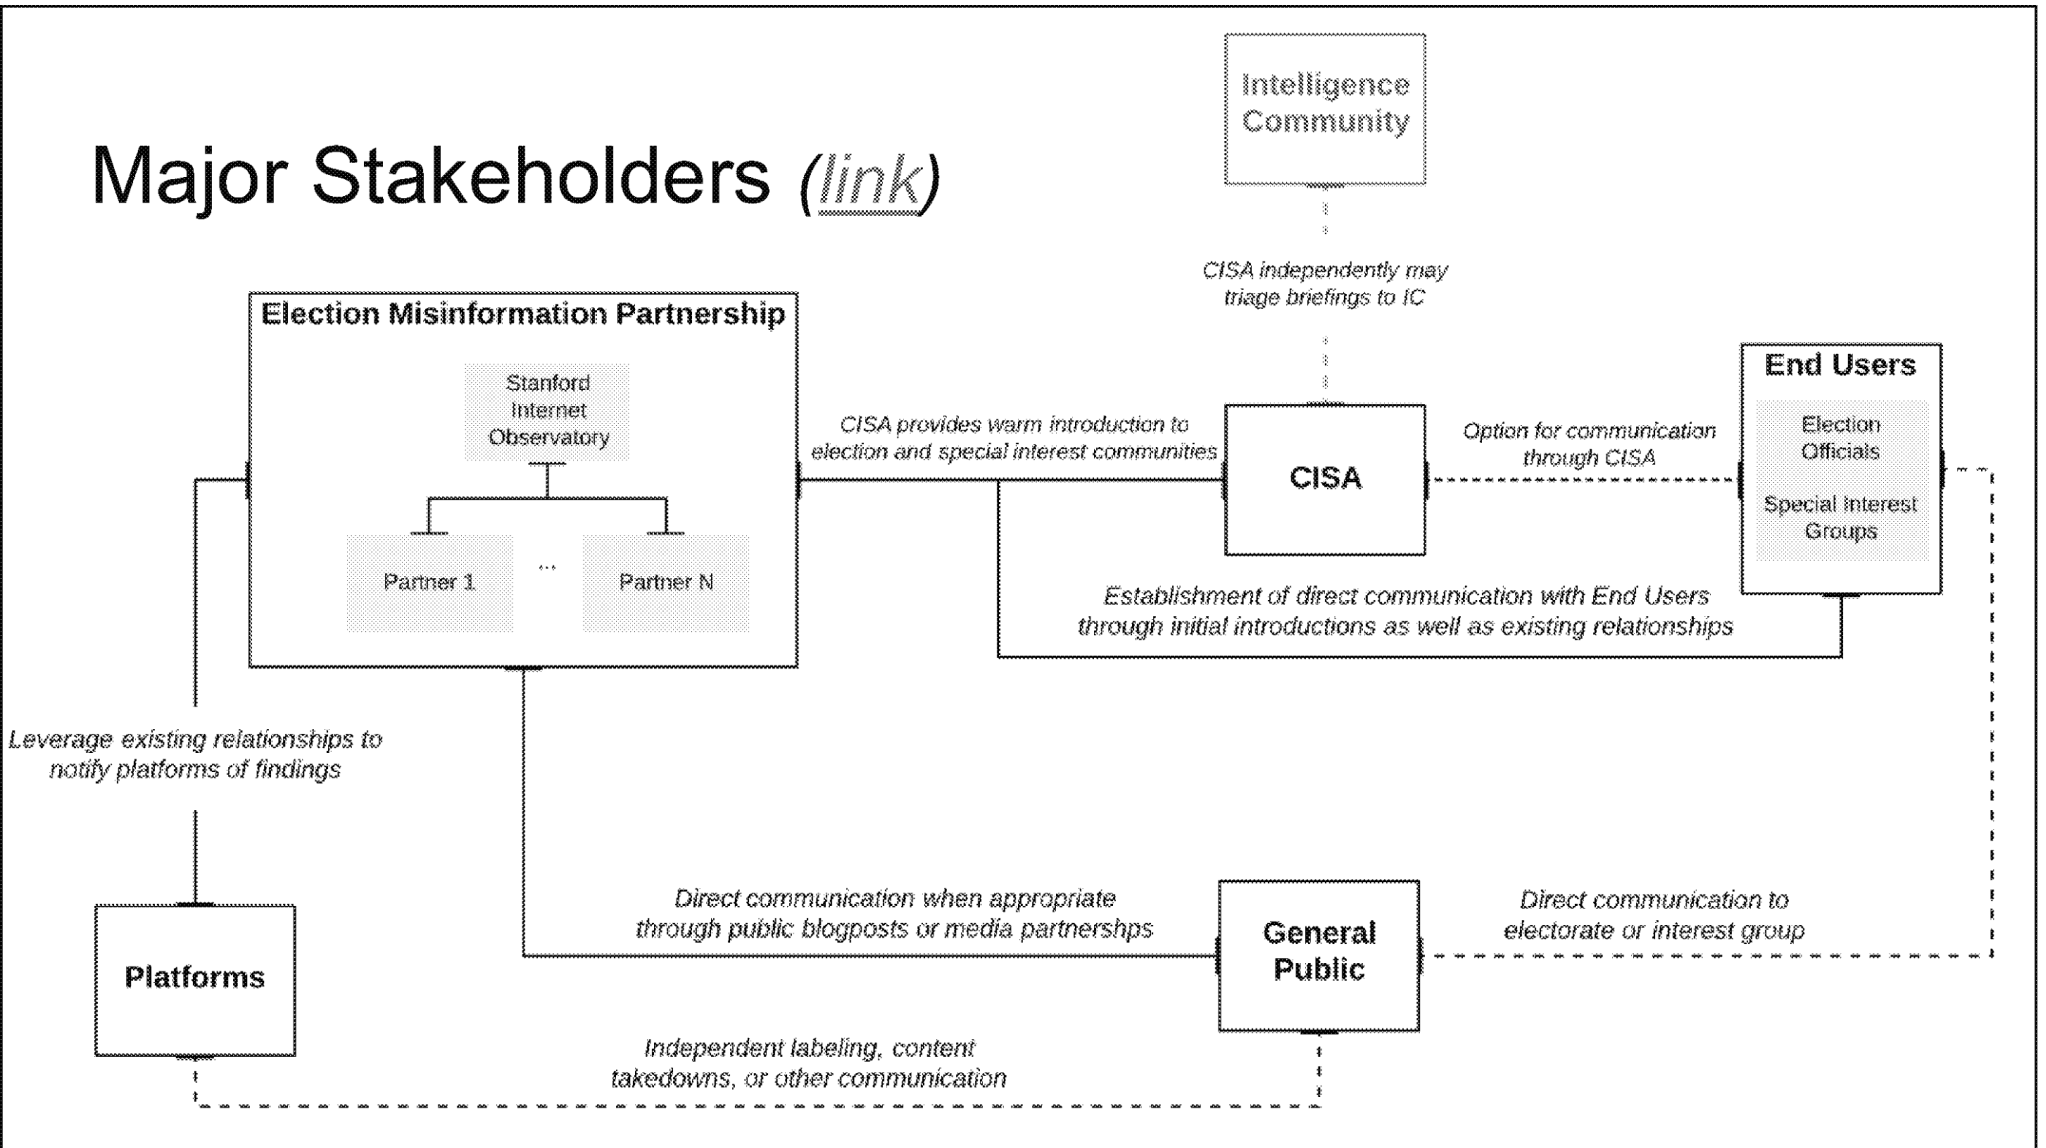 Major Stakeholders (link)
Intelligence
Community
CISA independently may
triage briefings to IC
Election Misinformation Partnership
Stanford
Internet
Observatory
Partner 1
...
Partner N
CISA provides warm introduction to
election and special interest communities
CISA
Option for communication
through CISA
End Users
Election
Officials
Special Interest
Groups
Establishment of direct communication with End Users
through initial introductions as well as existing relationships
Leverage existing relationships to
notify platforms of findings
Platforms
Direct communication when appropriate
through public blogposts or media partnershps
General
Public
Direct communication to
electorate or interest group
Independent labeling, content
takedowns, or other communication